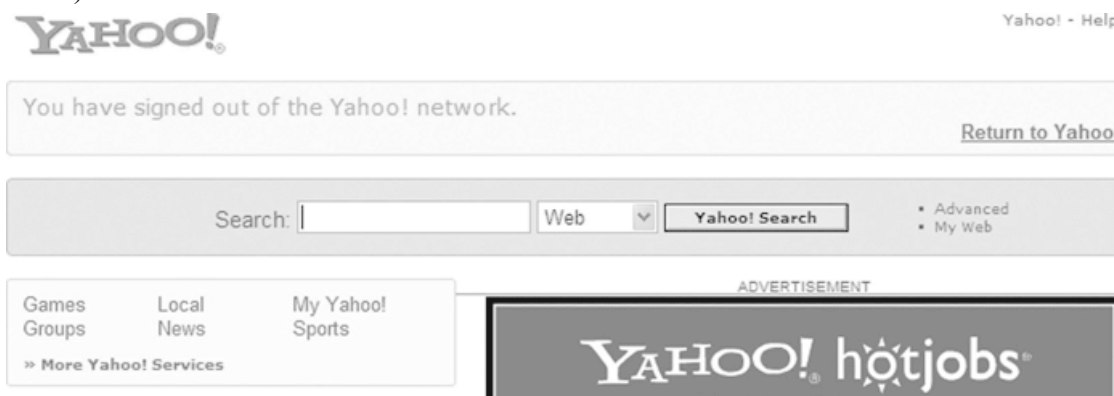 YAHOO!®
Yahoo! - Help
You have signed out of the Yahoo! network.
Return to Yahoo
Search: Web Yahoo! Search
▪ Advanced
▪ My Web
Games Local My Yahoo!
Groups News Sports
» More Yahoo! Services
ADVERTISEMENT
YAHOO!® hotjobs®